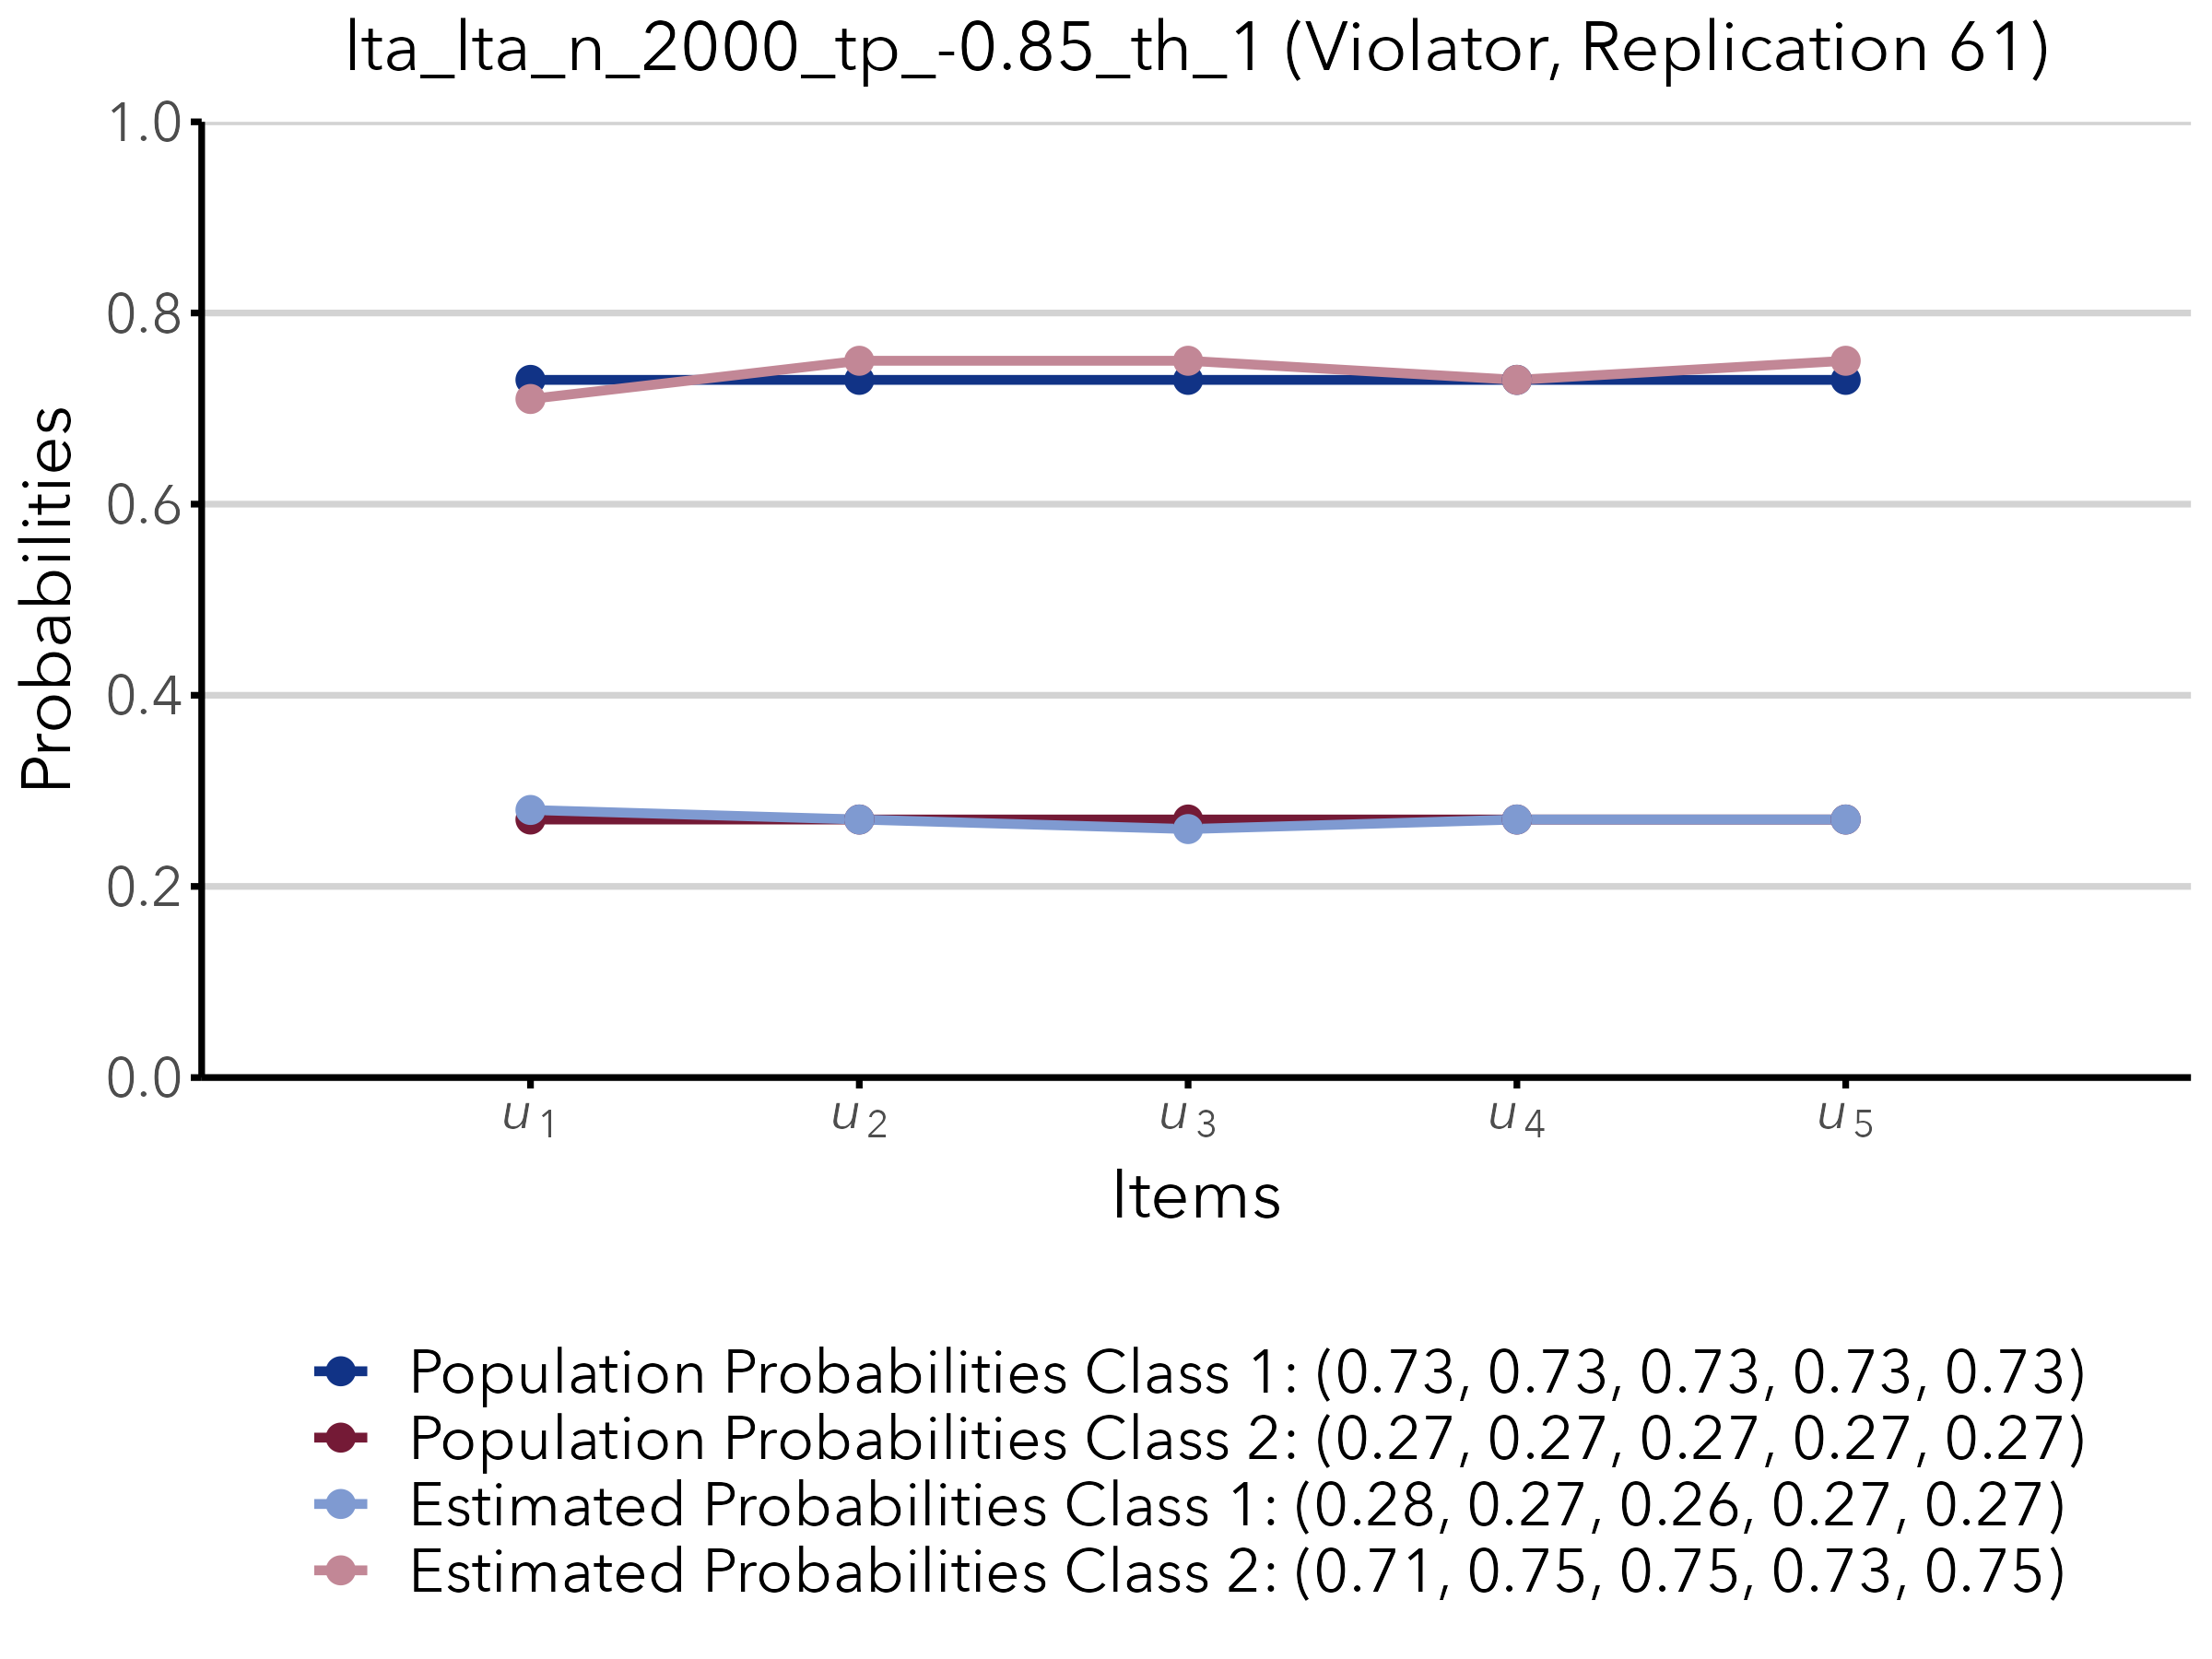 lta_lta_n_2000_tp_-0.85_th_1 (Violator, Replication 61)
1.0
0.8
0.6
0.4
0.2
0.0
Probabilities
u1 u2 u3 u4 u5
Items
Population Probabilities Class 1: (0.73, 0.73, 0.73, 0.73, 0.73)
Population Probabilities Class 2: (0.27, 0.27, 0.27, 0.27, 0.27)
Estimated Probabilities Class 1: (0.28, 0.27, 0.26, 0.27, 0.27)
Estimated Probabilities Class 2: (0.71, 0.75, 0.75, 0.73, 0.75)